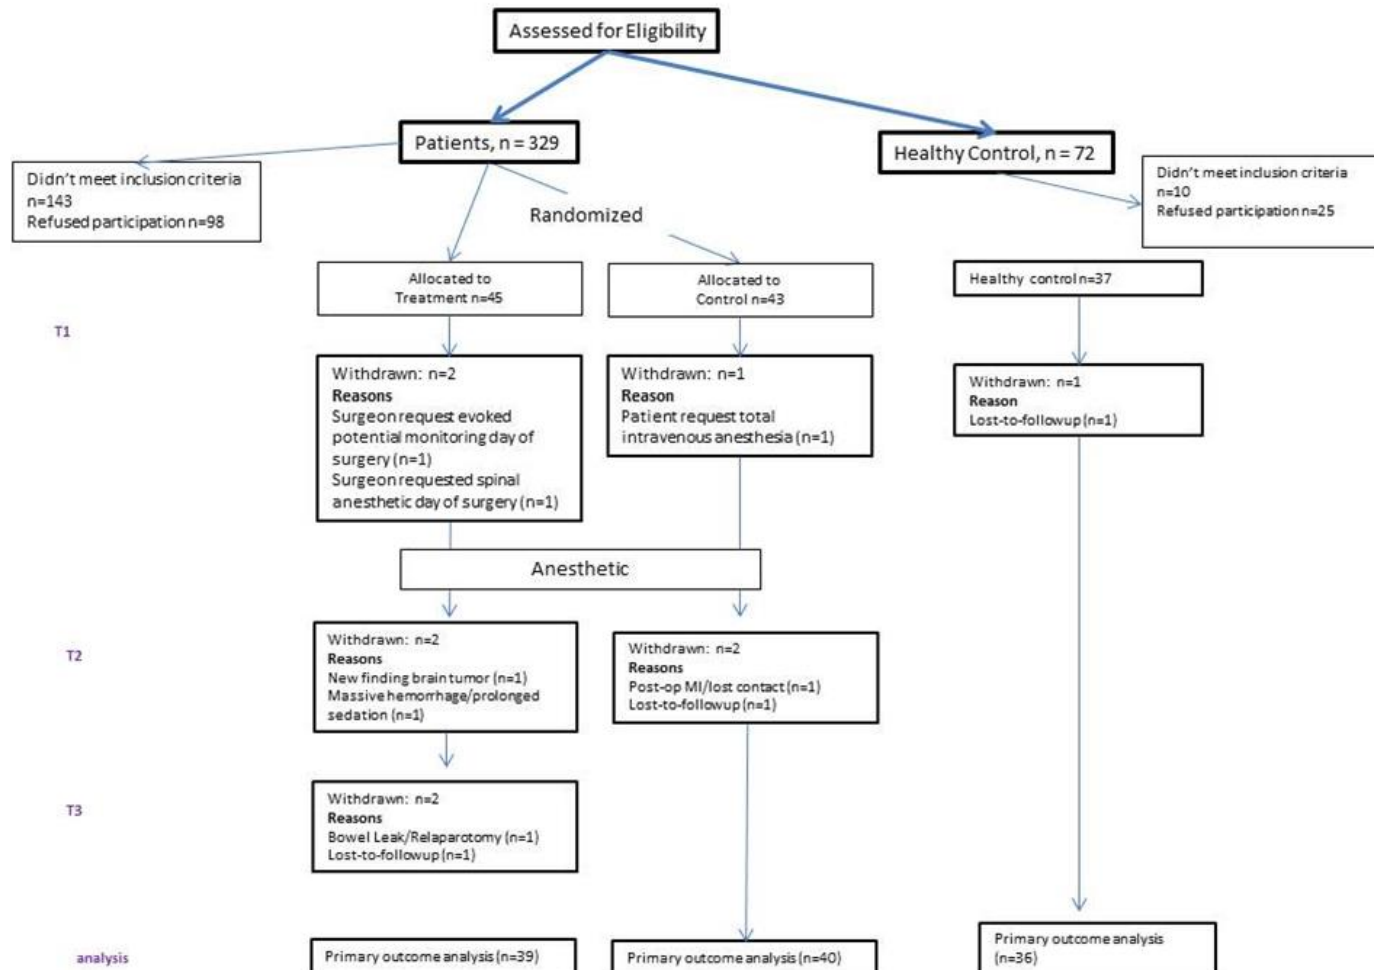 Assessed for Eligibility
Patients, n = 329
Healthy Control, n = 72
Didn't meet inclusion criteria
n=143
Refused participation n=98
Didn't meet inclusion criteria
n=10
Refused participation n=25
Randomized
Allocated to
Treatment n=45
Allocated to
Control n=43
Healthy control n=37
T1
Withdrawn: n=2
Reasons
Surgeon request evoked
potential monitoring day of
surgery (n=1)
Surgeon requested spinal
anesthetic day of surgery (n=1)
Withdrawn: n=1
Reason
Patient request total
intravenous anesthesia (n=1)
Withdrawn: n=1
Reason
Lost-to-followup (n=1)
Anesthetic
T2
Withdrawn: n=2
Reasons
New finding brain tumor (n=1)
Massive hemorrhage/prolonged
sedation (n=1)
Withdrawn: n=2
Reasons
Post-op MI/lost contact (n=1)
Lost-to-followup (n=1)
T3
Withdrawn: n=2
Reasons
Bowel Leak/Relaparotomy (n=1)
Lost-to-followup (n=1)
analysis
Primary outcome analysis (n=39)
Primary outcome analysis (n=40)
Primary outcome analysis
(n=36)